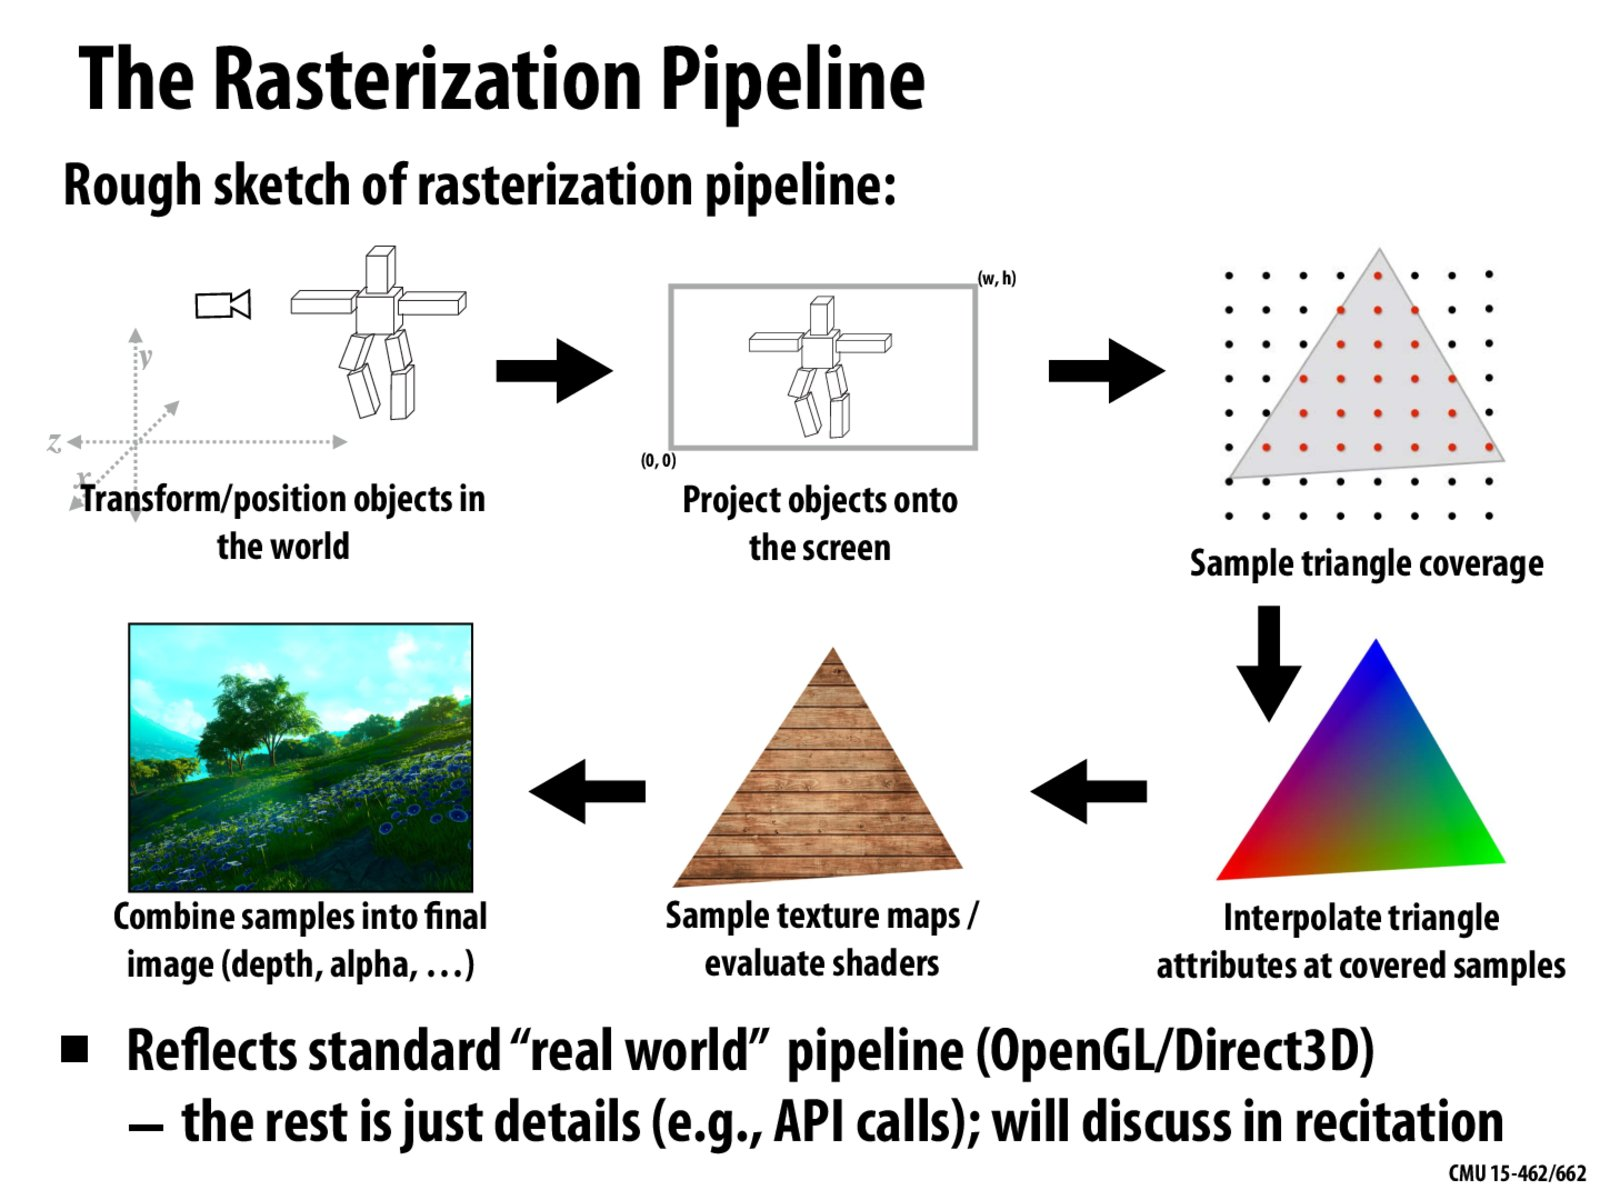 The Rasterization Pipeline
Rough sketch of rasterization pipeline:
y
z
x
Transform/position objects in
the world
(w, h)
(0, 0)
Project objects onto
the screen
Sample triangle coverage
Combine samples into final
image (depth, alpha, …)
Sample texture maps /
evaluate shaders
Interpolate triangle
attributes at covered samples
■ Reflects standard “real world” pipeline (OpenGL/Direct3D)
– the rest is just details (e.g., API calls); will discuss in recitation
CMU 15-462/662